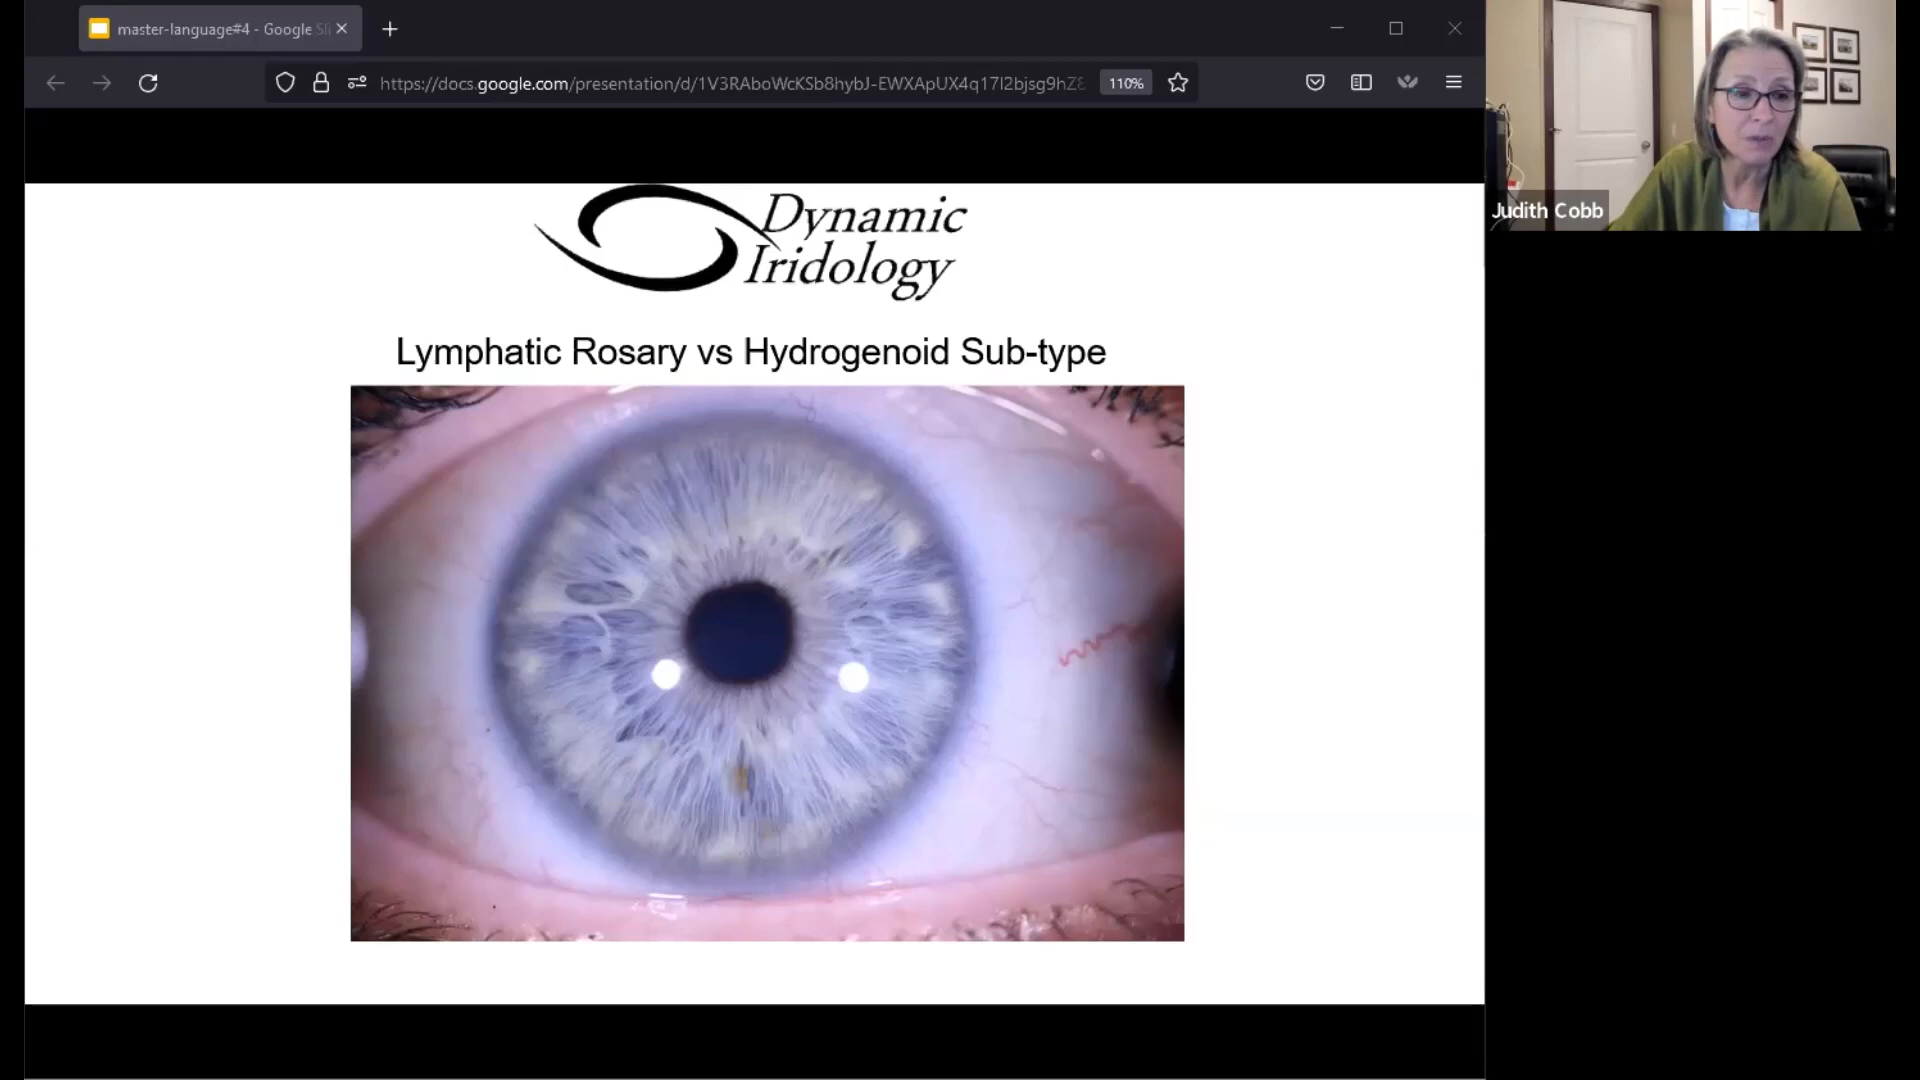 master-language#4 - Google Sli
https://docs.google.com/presentation/d/1V3RAboWcKSb8hybJ-EWXApUX4q17l2bjsg9hZ8
110%
Judith Cobb
Dynamic
Iridology
Lymphatic Rosary vs Hydrogenoid Sub-type